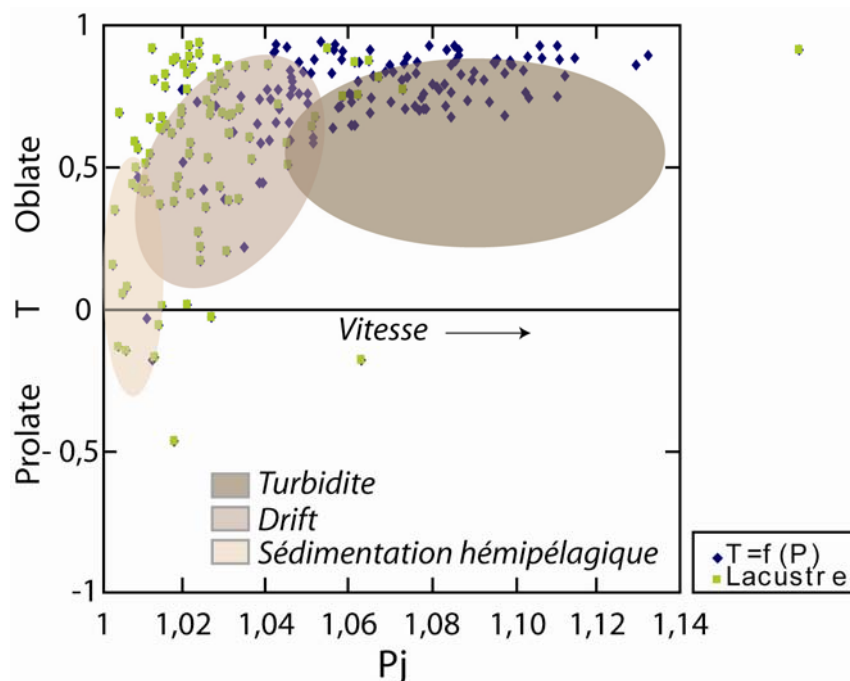 1
0,5
0
- 0,5
-1
Oblate
T
Prolate
Vitesse
Turbidite
Drift
Sédimentation hémipélagique
1 1,02 1,04 1,06 1,08 1,10 1,12 1,14
Pj
T=f(P)
Lacustre